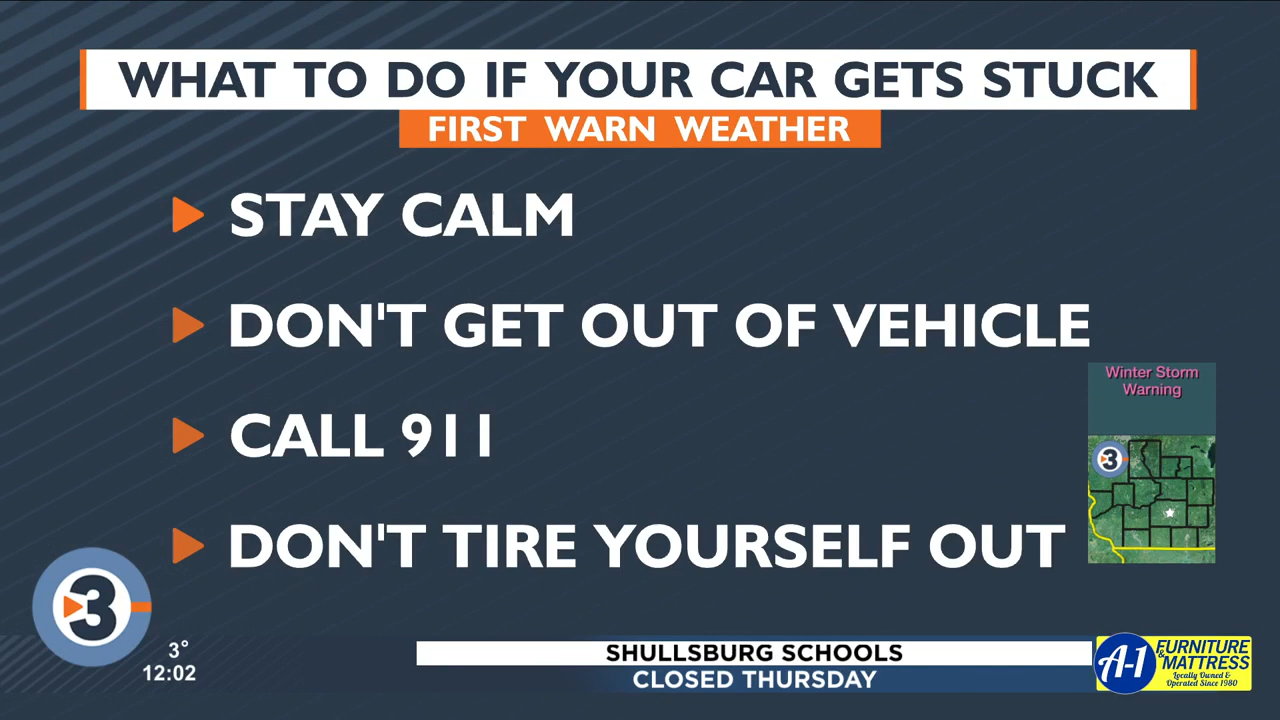 WHAT TO DO IF YOUR CAR GETS STUCK
FIRST WARN WEATHER
STAY CALM
DON'T GET OUT OF VEHICLE
CALL 911
DON'T TIRE YOURSELF OUT
Winter Storm
Warning
3
3
3°
12:02
SHULLSBURG SCHOOLS
CLOSED THURSDAY
A-1
FURNITURE
& MATTRESS
Locally Owned &
Operated Since 1980